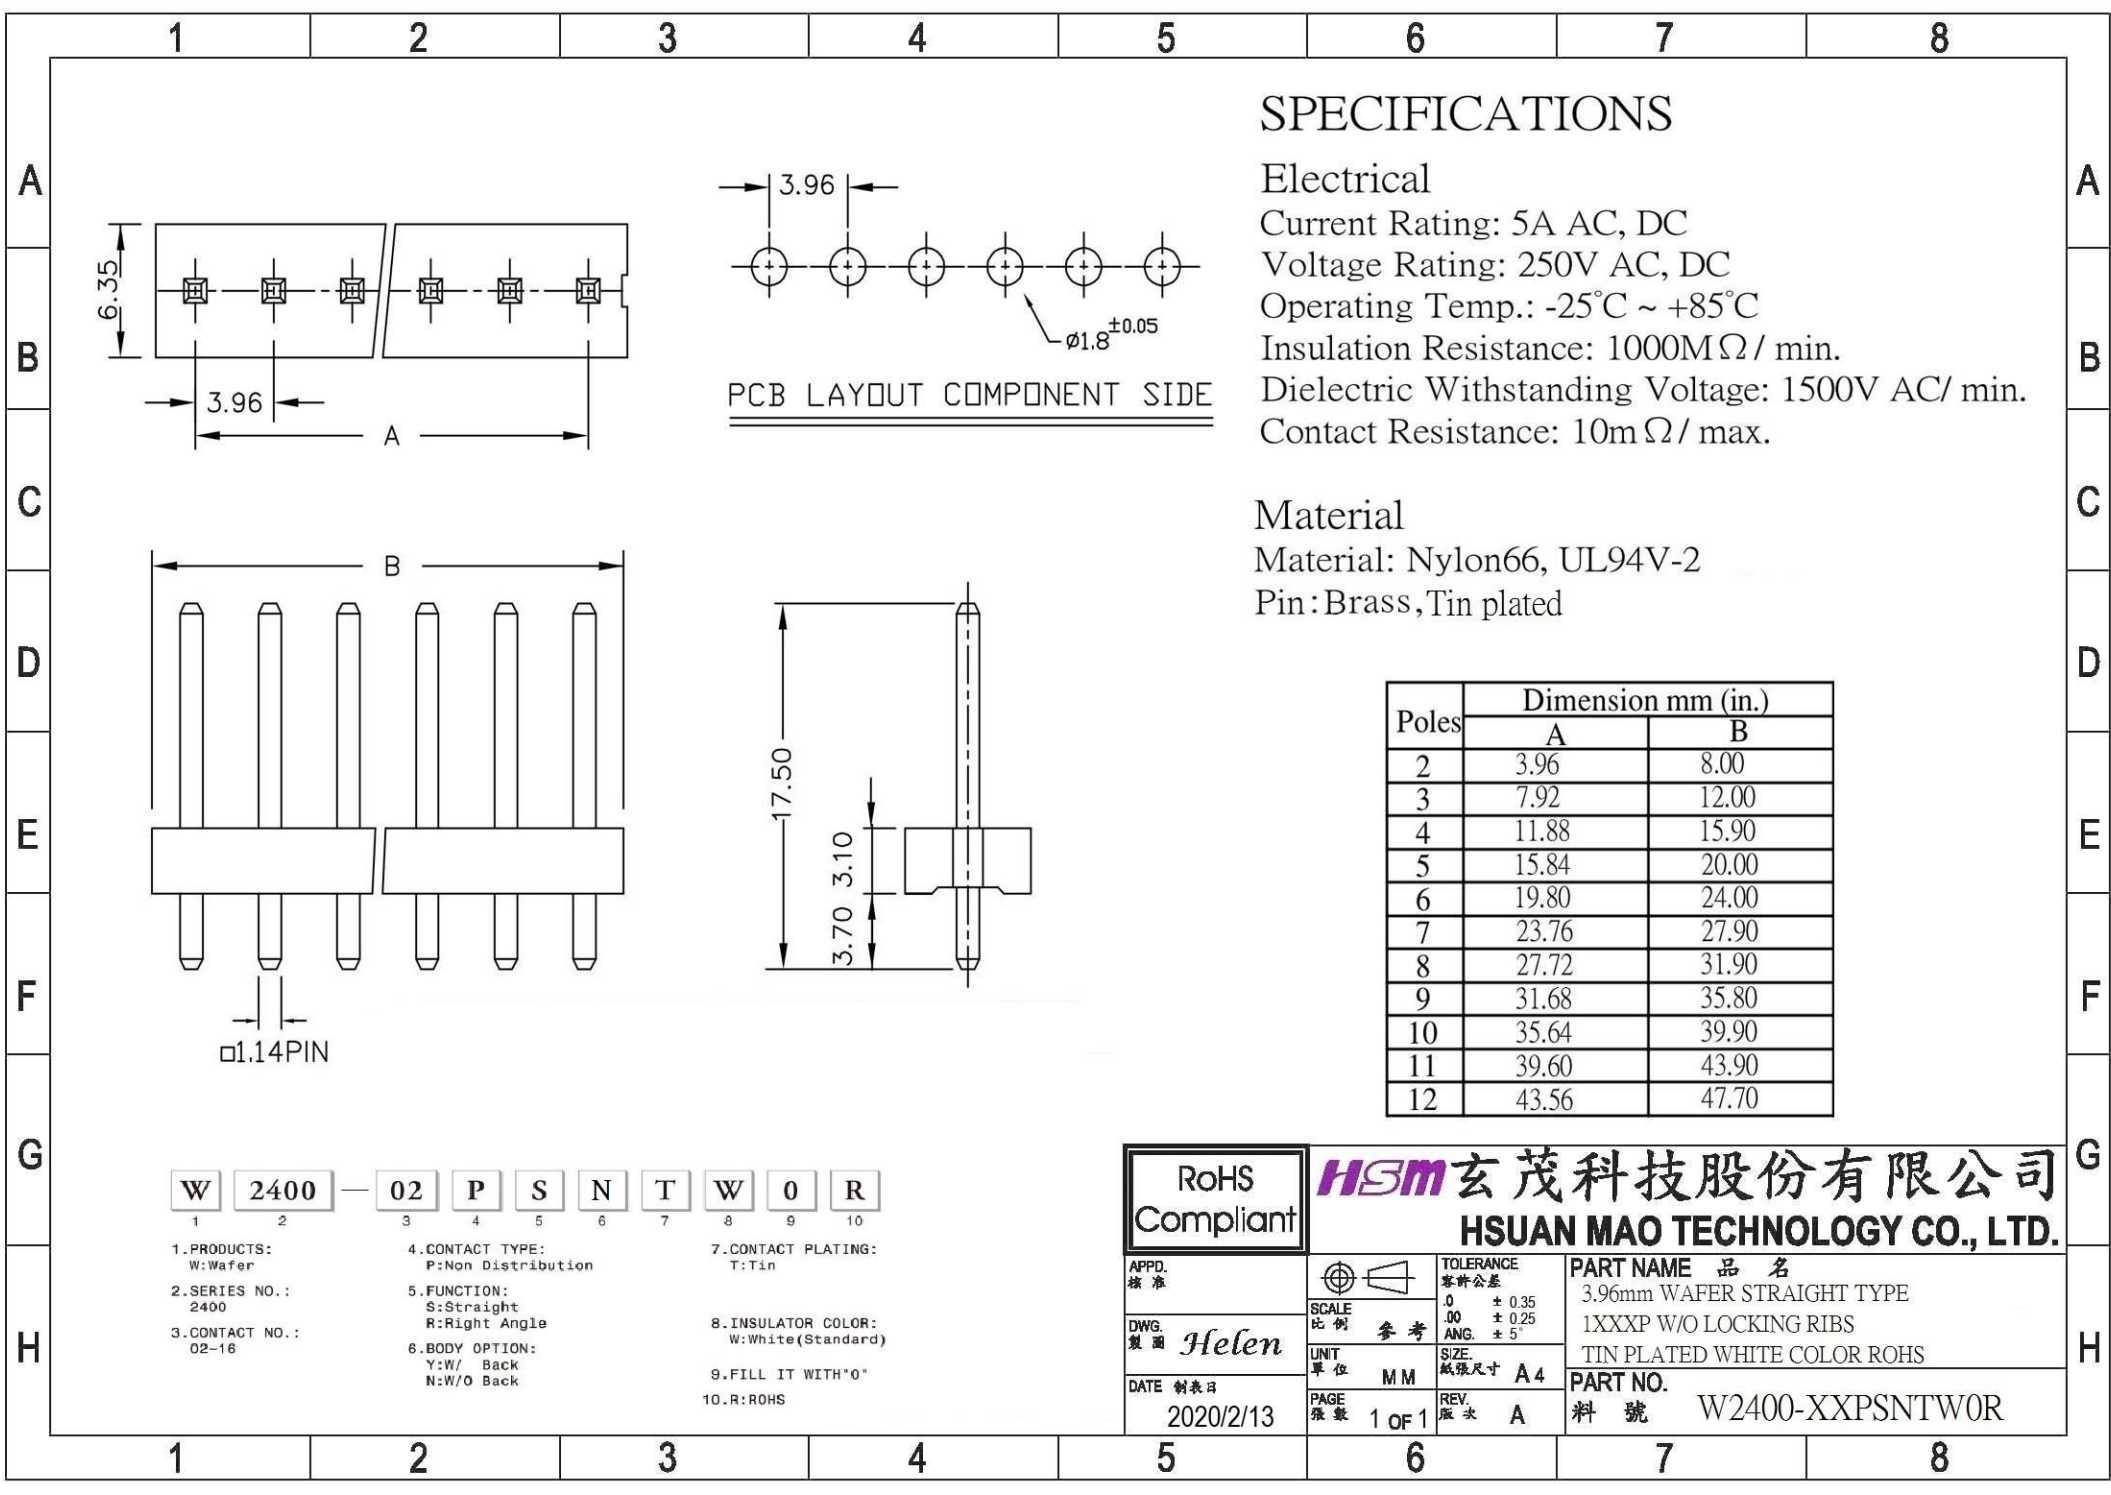 1 2 3 4 5 6 7 8
A A
B B
C C
D D
E E
F F
G G
H H
6.35
3.96
A
3.96
ø1.8±0.05
PCB LAYOUT COMPONENT SIDE
B
□1.14PIN
17.50
3.10
3.70
SPECIFICATIONS
Electrical
Current Rating: 5A AC, DC
Voltage Rating: 250V AC, DC
Operating Temp.: -25°C ~ +85°C
Insulation Resistance: 1000MΩ/ min.
Dielectric Withstanding Voltage: 1500V AC/ min.
Contact Resistance: 10mΩ/ max.
Material
Material: Nylon66, UL94V-2
Pin:Brass,Tin plated
Poles Dimension mm (in.)
A B
2 3.96 8.00
3 7.92 12.00
4 11.88 15.90
5 15.84 20.00
6 19.80 24.00
7 23.76 27.90
8 27.72 31.90
9 31.68 35.80
10 35.64 39.90
11 39.60 43.90
12 43.56 47.70
W 2400 — 02 P S N T W 0 R
1 2 3 4 5 6 7 8 9 10
1.PRODUCTS:
W:Wafer
2.SERIES NO.:
2400
3.CONTACT NO.:
02-16
4.CONTACT TYPE:
P:Non Distribution
5.FUNCTION:
S:Straight
R:Right Angle
6.BODY OPTION:
Y:W/ Back
N:W/O Back
7.CONTACT PLATING:
T:Tin
8.INSULATOR COLOR:
W:White(Standard)
9.FILL IT WITH"0"
10.R:ROHS
RoHS
Compliant
HSM玄茂科技股份有限公司
HSUAN MAO TECHNOLOGY CO., LTD.
APPD.
核准
DWG.
製圖 Helen
DATE 制表日
2020/2/13
SCALE
比例 參考
UNIT
單位 MM
PAGE
張數 1 OF 1
TOLERANCE
容許公差
.0 ± 0.35
.00 ± 0.25
ANG. ± 5°
SIZE.
紙張尺寸 A4
REV.
版次 A
PART NAME 品名
3.96mm WAFER STRAIGHT TYPE
1XXXP W/O LOCKING RIBS
TIN PLATED WHITE COLOR ROHS
PART NO.
料號 W2400-XXPSNTW0R
1 2 3 4 5 6 7 8